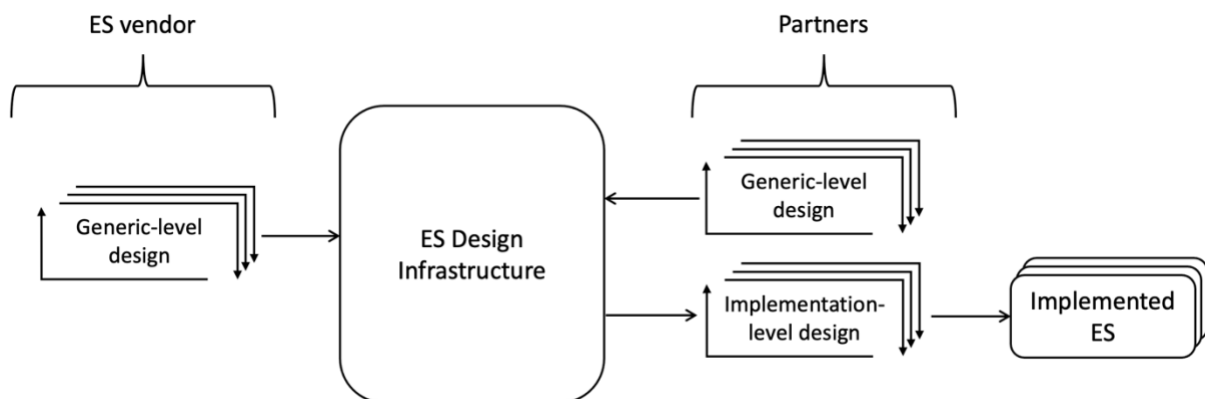 ES vendor
Partners
Generic-level
design
ES Design
Infrastructure
Generic-level
design
Implementation-
level design
Implemented
ES